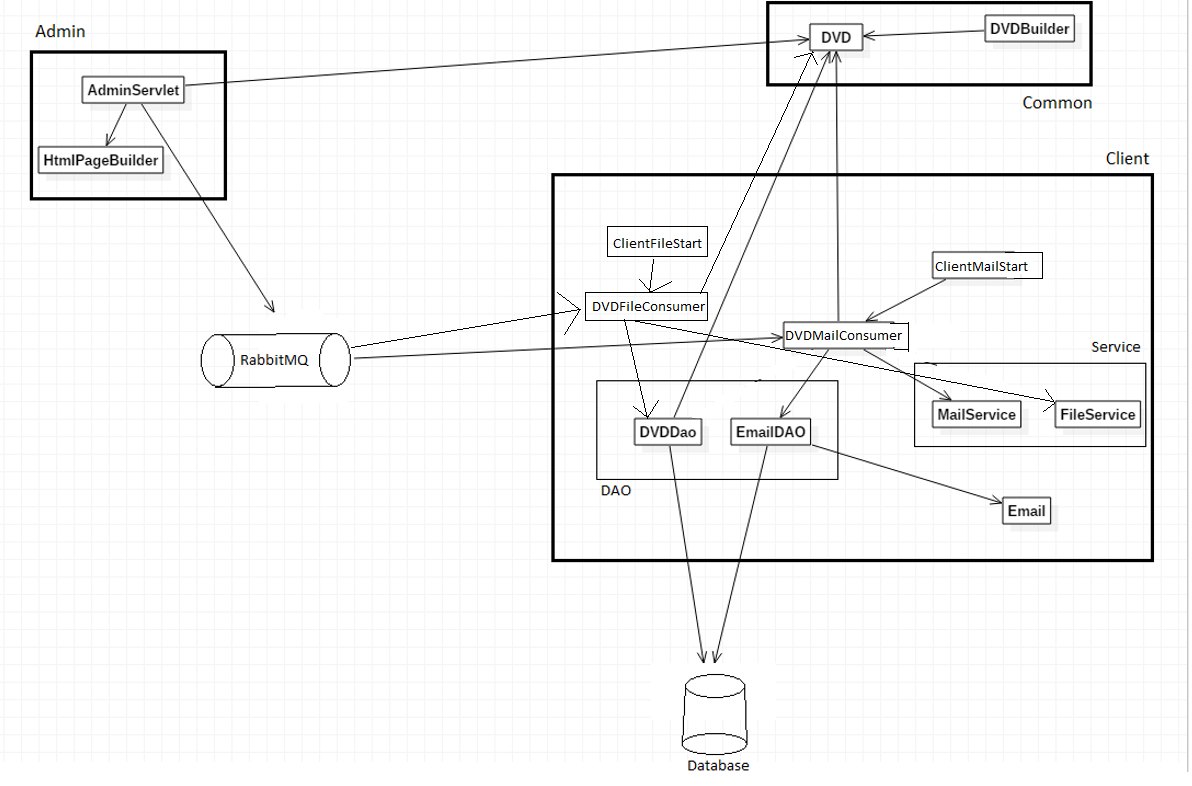 Admin
AdminServlet
HtmlPageBuilder
DVD
DVDBuilder
Common
Client
ClientFileStart
ClientMailStart
DVDFileConsumer
DVDMailConsumer
RabbitMQ
Service
MailService
FileService
DVDDao
EmailDAO
DAO
Email
Database